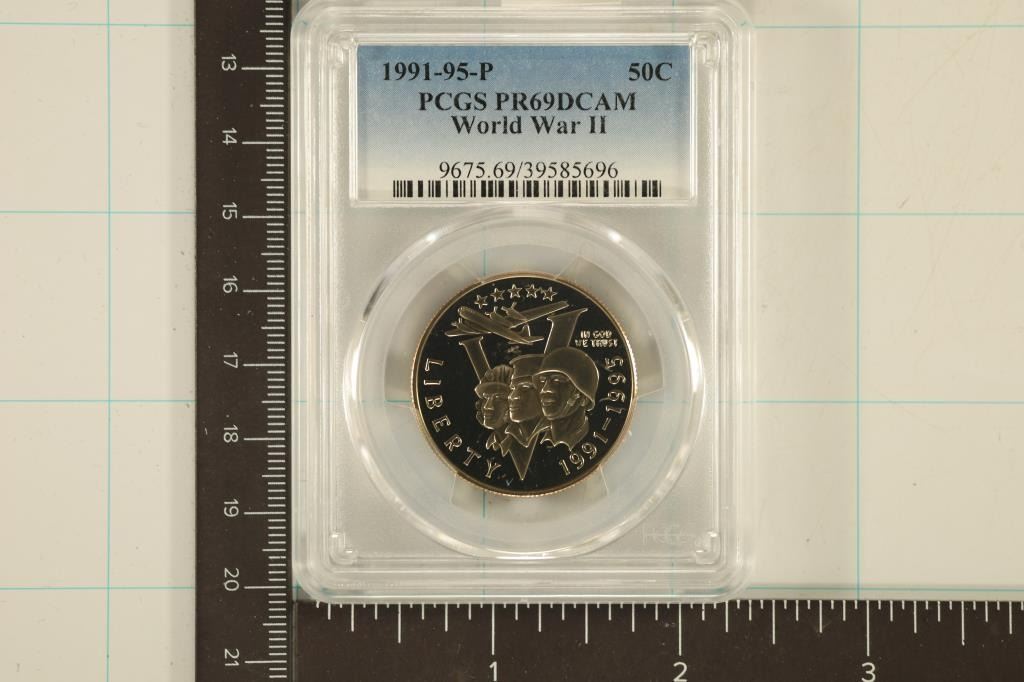 1991-95-P 50C
PCGS PR69DCAM
World War II
9675.69/39585696
IN GOD
WE TRUST
LIBERTY
1991-1995
13
14
15
16
17
18
19
20
21
1 2 3